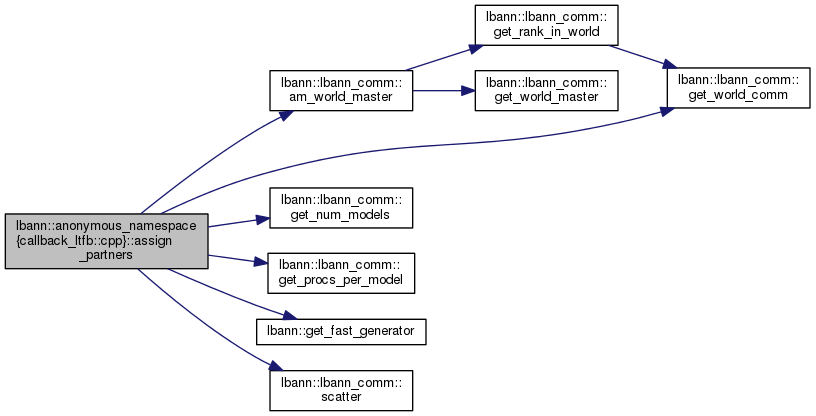 lbann::anonymous_namespace
{callback_ltfb::cpp}::assign
_partners
lbann::lbann_comm::
am_world_master
lbann::lbann_comm::
get_rank_in_world
lbann::lbann_comm::
get_world_master
lbann::lbann_comm::
get_world_comm
lbann::lbann_comm::
get_num_models
lbann::lbann_comm::
get_procs_per_model
lbann::get_fast_generator
lbann::lbann_comm::
scatter